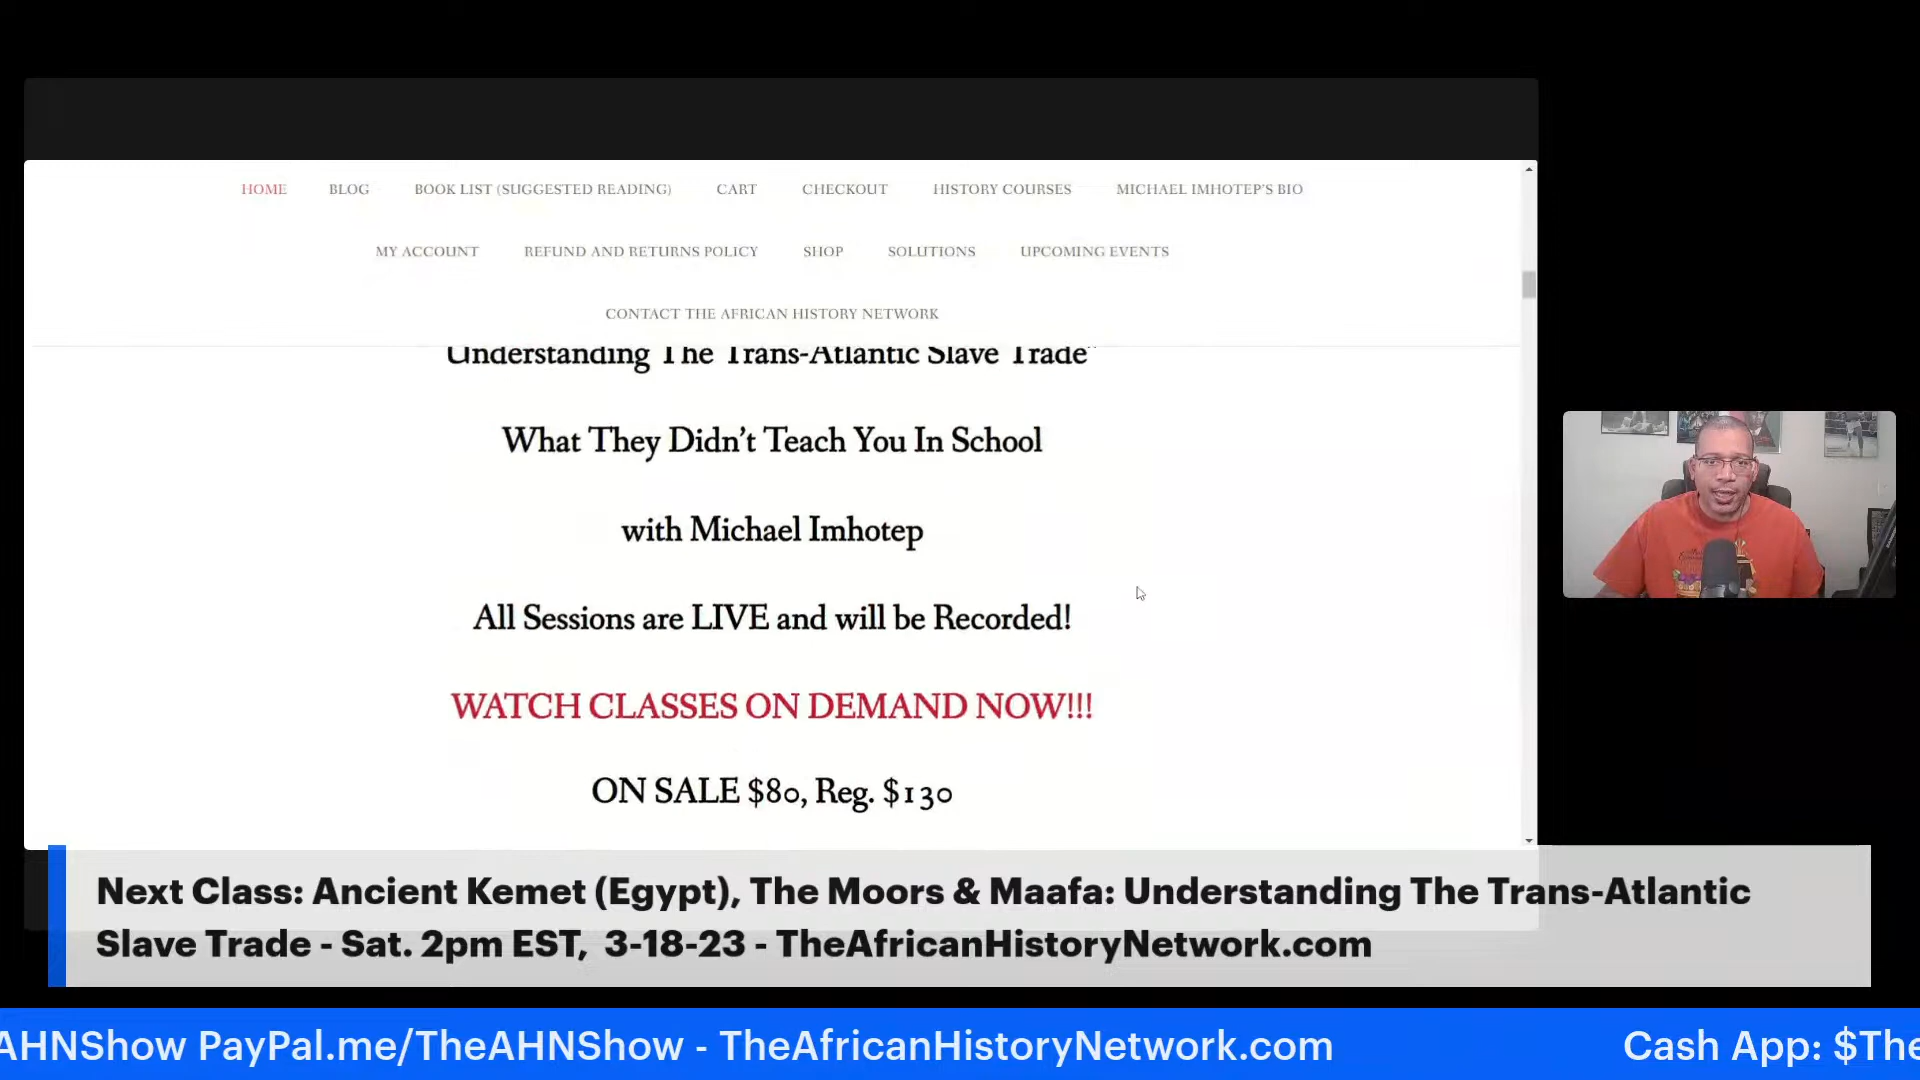 HOME BLOG BOOK LIST (SUGGESTED READING) CART CHECKOUT HISTORY COURSES MICHAEL IMHOTEP'S BIO
MY ACCOUNT REFUND AND RETURNS POLICY SHOP SOLUTIONS UPCOMING EVENTS
CONTACT THE AFRICAN HISTORY NETWORK
Understanding The Trans-Atlantic Slave Trade"
What They Didn't Teach You In School
with Michael Imhotep
All Sessions are LIVE and will be Recorded!
WATCH CLASSES ON DEMAND NOW!!!
ON SALE $80, Reg. $130
Next Class: Ancient Kemet (Egypt), The Moors & Maafa: Understanding The Trans-Atlantic
Slave Trade - Sat. 2pm EST, 3-18-23 - TheAfricanHistoryNetwork.com
AHNShow PayPal.me/TheAHNShow - TheAfricanHistoryNetwork.com Cash App: $The